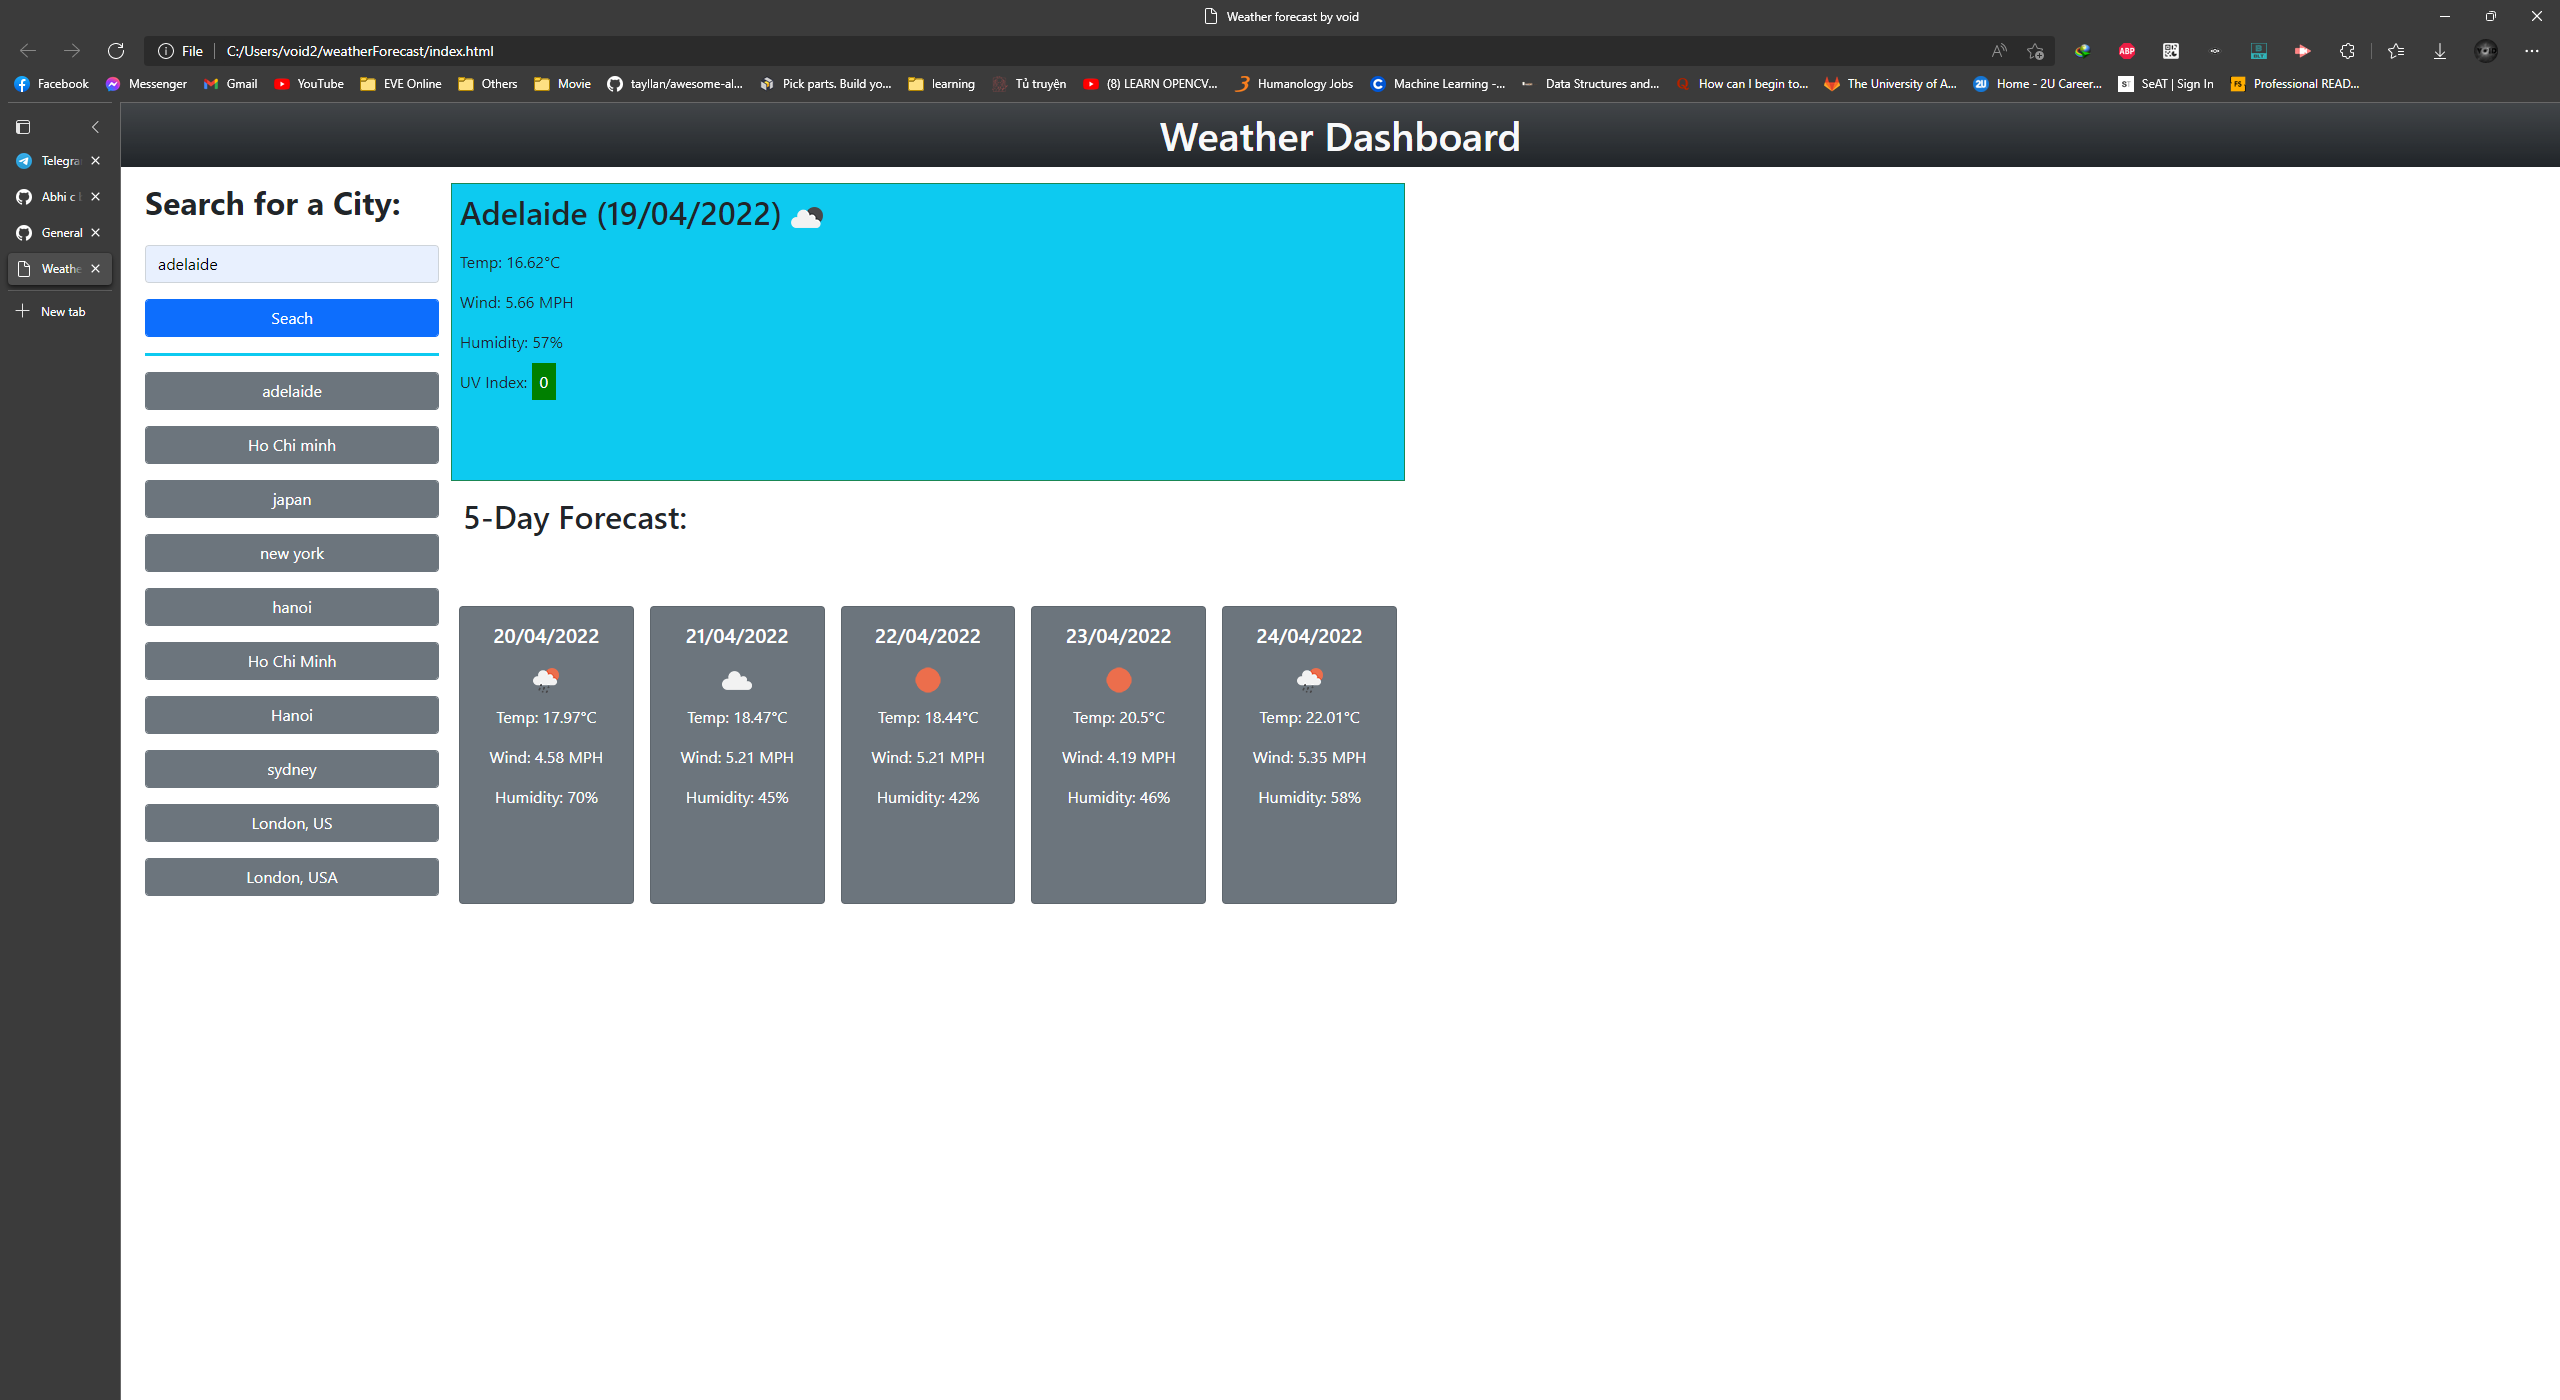 Weather forecast by void
File
C:/Users/void2/weatherForecast/index.html
Facebook
Messenger
Gmail
YouTube
EVE Online
Others
Movie
tayllan/awesome-al...
Pick parts. Build yo...
learning
Tủ truyện
(8) LEARN OPENCV...
Humanology Jobs
Machine Learning -...
Data Structures and...
How can I begin to...
The University of A...
Home - 2U Career...
SeAT | Sign In
Professional READ...
ABP
Telegra
Abhi c
General
Weathe
New tab
Weather Dashboard
Search for a City:
adelaide
Seach
adelaide
Ho Chi minh
japan
new york
hanoi
Ho Chi Minh
Hanoi
sydney
London, US
London, USA
Adelaide (19/04/2022)
Temp: 16.62°C
Wind: 5.66 MPH
Humidity: 57%
UV Index: 0
5-Day Forecast:
20/04/2022
Temp: 17.97°C
Wind: 4.58 MPH
Humidity: 70%
21/04/2022
Temp: 18.47°C
Wind: 5.21 MPH
Humidity: 45%
22/04/2022
Temp: 18.44°C
Wind: 5.21 MPH
Humidity: 42%
23/04/2022
Temp: 20.5°C
Wind: 4.19 MPH
Humidity: 46%
24/04/2022
Temp: 22.01°C
Wind: 5.35 MPH
Humidity: 58%